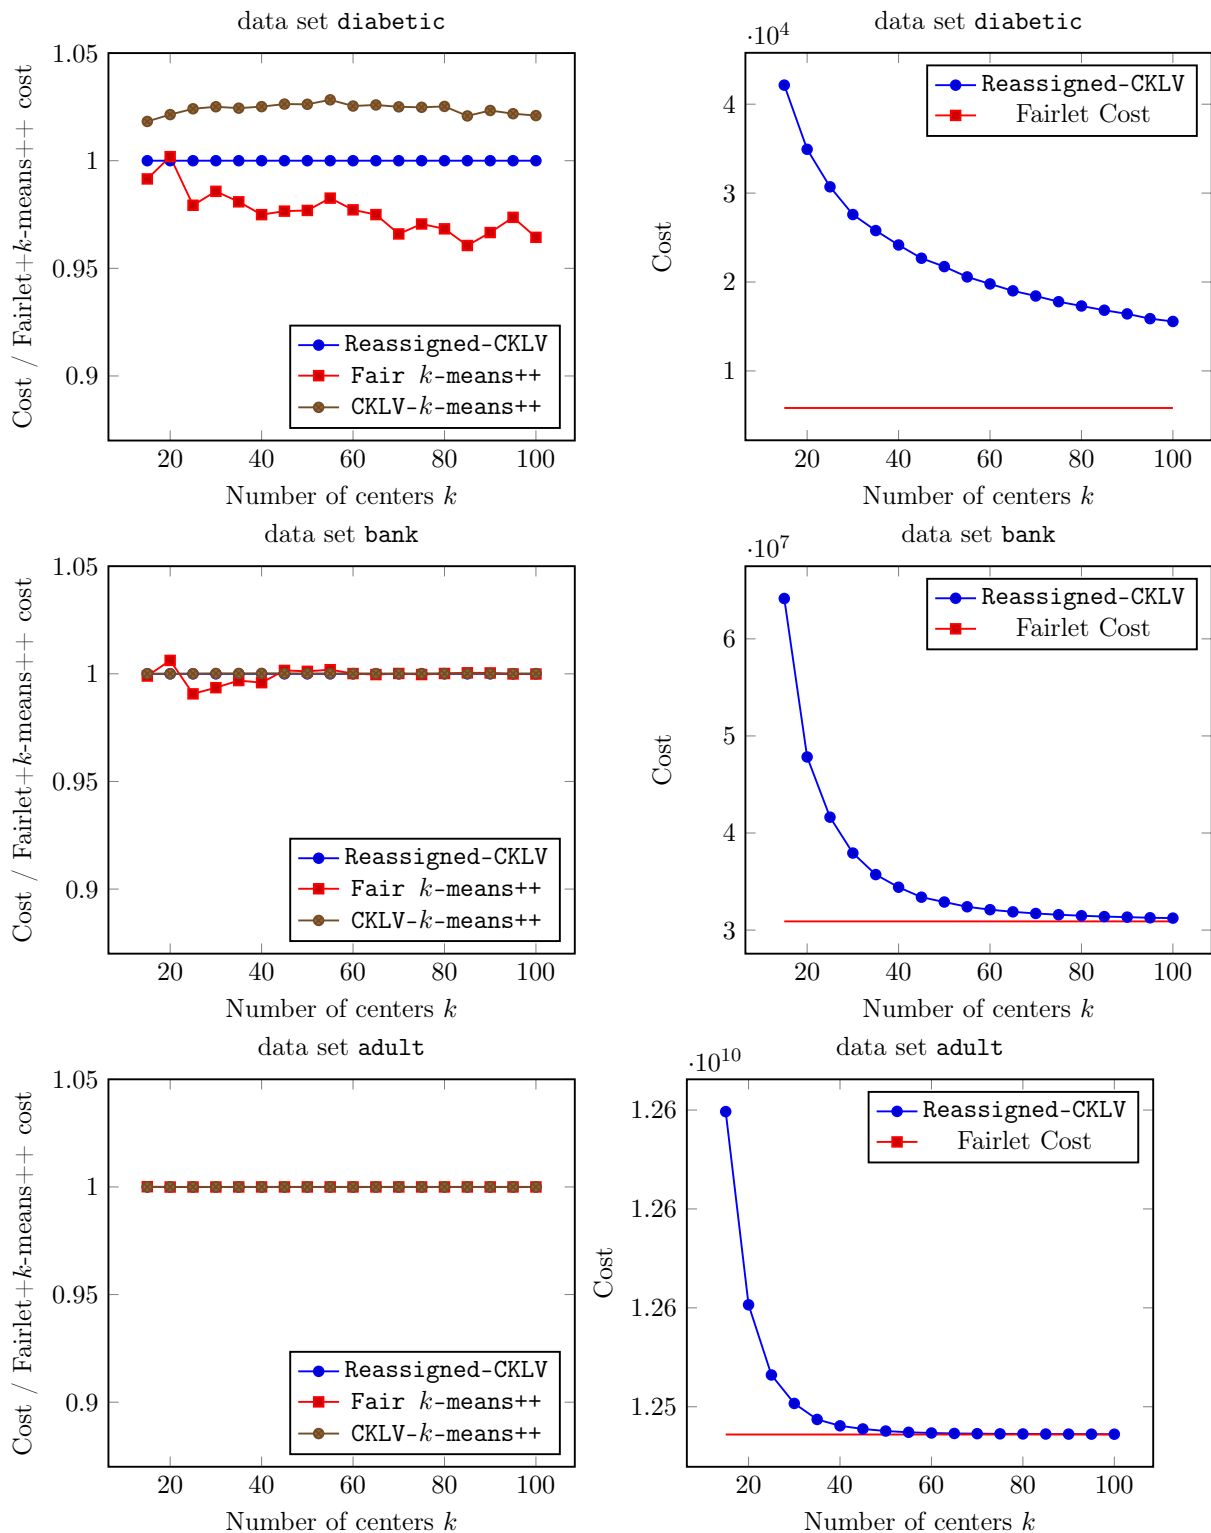 data set diabetic
Cost / Fairlet+k-means++ cost
1.05
1
0.95
0.9
Reassigned-CKLV
Fair k-means++
CKLV-k-means++
20 40 60 80 100
Number of centers k
data set diabetic
·10⁴
Cost
4
3
2
1
Reassigned-CKLV
Fairlet Cost
20 40 60 80 100
Number of centers k
data set bank
Cost / Fairlet+k-means++ cost
1.05
1
0.95
0.9
Reassigned-CKLV
Fair k-means++
CKLV-k-means++
20 40 60 80 100
Number of centers k
data set bank
·10⁷
Cost
6
5
4
3
Reassigned-CKLV
Fairlet Cost
20 40 60 80 100
Number of centers k
data set adult
Cost / Fairlet+k-means++ cost
1.05
1
0.95
0.9
Reassigned-CKLV
Fair k-means++
CKLV-k-means++
20 40 60 80 100
Number of centers k
data set adult
·10¹⁰
Cost
1.26
1.26
1.26
1.25
Reassigned-CKLV
Fairlet Cost
20 40 60 80 100
Number of centers k